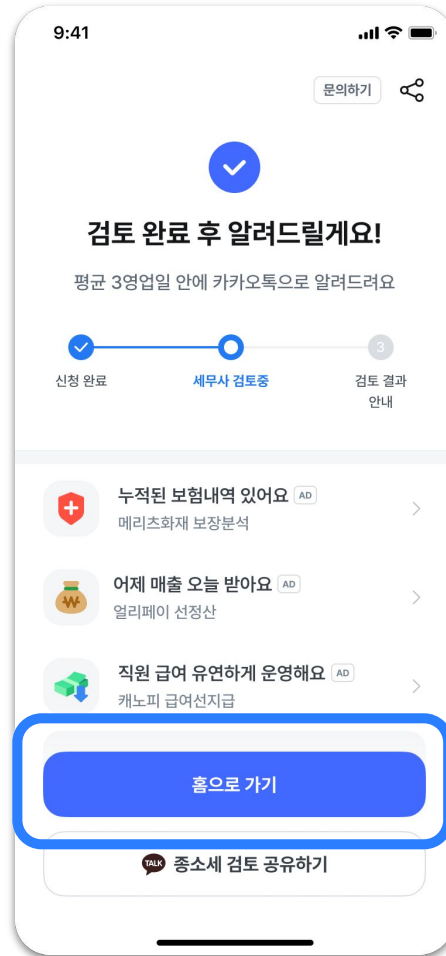 9:41
문의하기
검토 완료 후 알려드릴게요!
평균 3영업일 안에 카카오톡으로 알려드려요
3
신청 완료
세무사 검토중
검토 결과
안내
누적된 보험내역 있어요 AD
메리츠화재 보장분석
어제 매출 오늘 받아요 AD
얼리페이 선정산
직원 급여 유연하게 운영해요 AD
캐노피 급여선지급
홈으로 가기
TALK 종소세 검토 공유하기